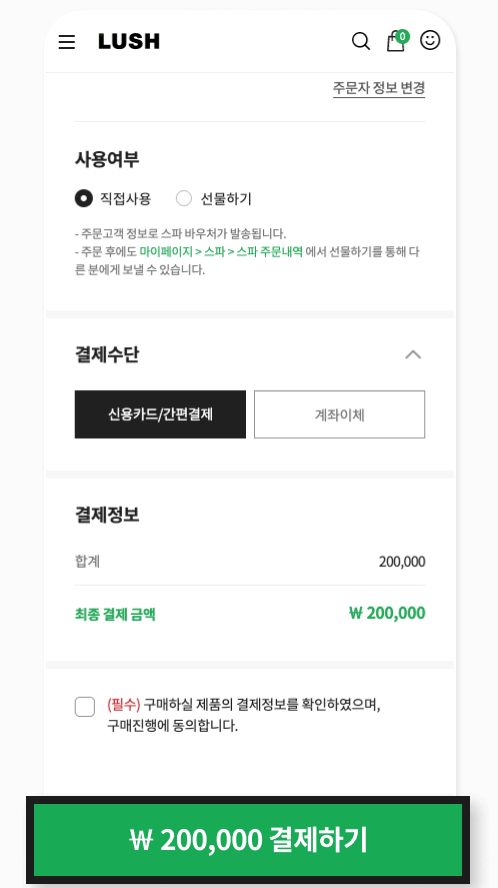 LUSH
0
주문자 정보 변경
사용여부
직접사용 선물하기
- 주문고객 정보로 스파 바우처가 발송됩니다.
- 주문 후에도 마이페이지 > 스파 > 스파 주문내역 에서 선물하기를 통해 다
른 분에게 보낼 수 있습니다.
결제수단
신용카드/간편결제 계좌이체
결제정보
합계 200,000
최종 결제 금액 ₩ 200,000
(필수) 구매하실 제품의 결제정보를 확인하였으며,
구매진행에 동의합니다.
₩ 200,000 결제하기